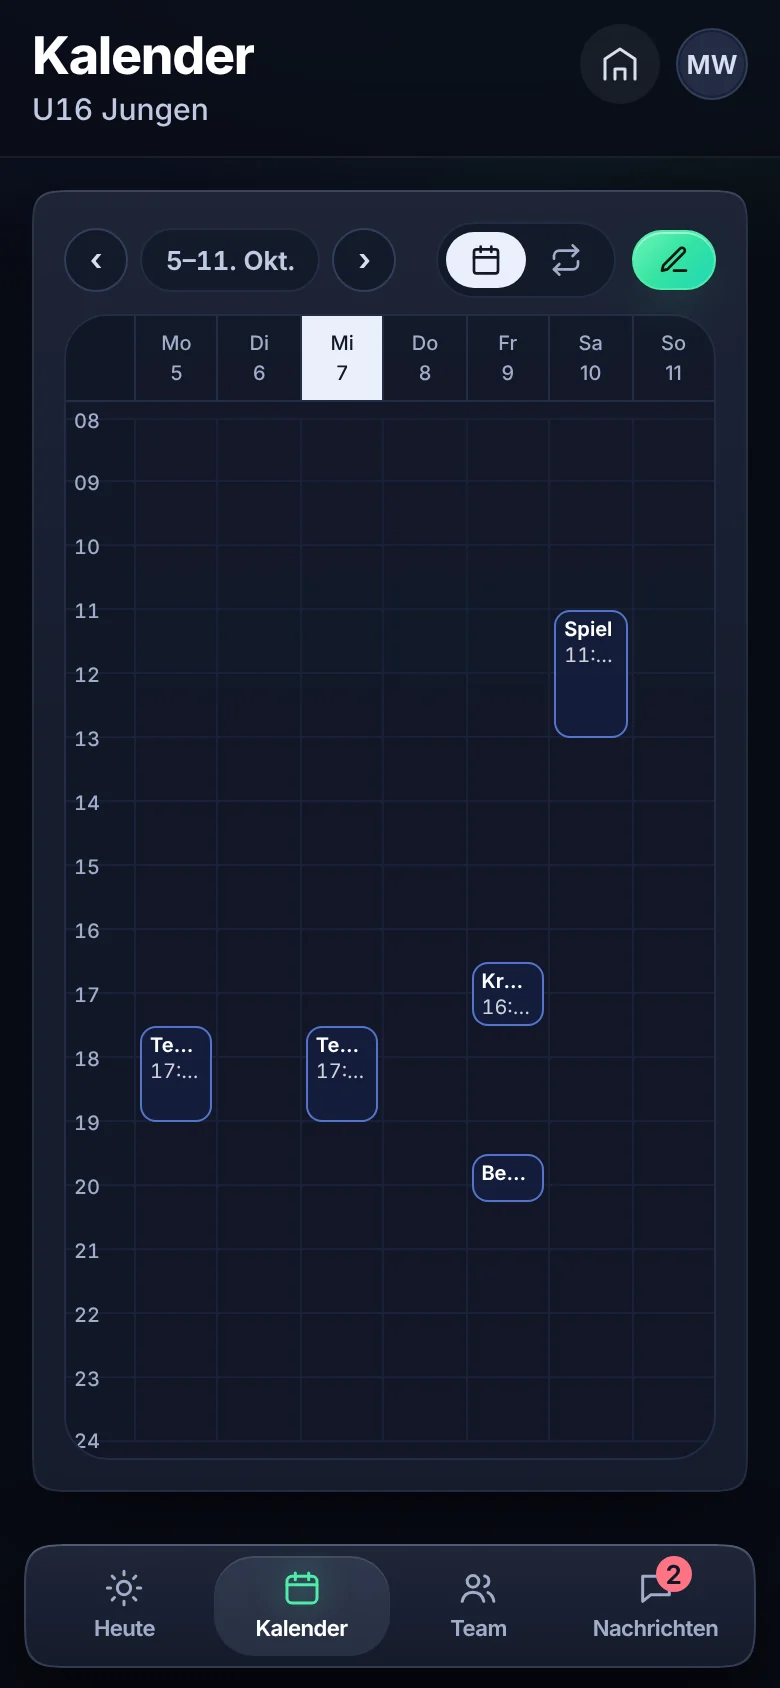 Kalender
U16 Jungen
MW
‹ 5–11. Okt. ›
Mo Di Mi Do Fr Sa So
5 6 7 8 9 10 11
08
09
10
11
Spiel
11:...
12
13
14
15
16
Kr...
16:...
17
Te... Te...
17:... 17:...
18
19
Be...
20
21
22
23
24
2
Heute Kalender Team Nachrichten